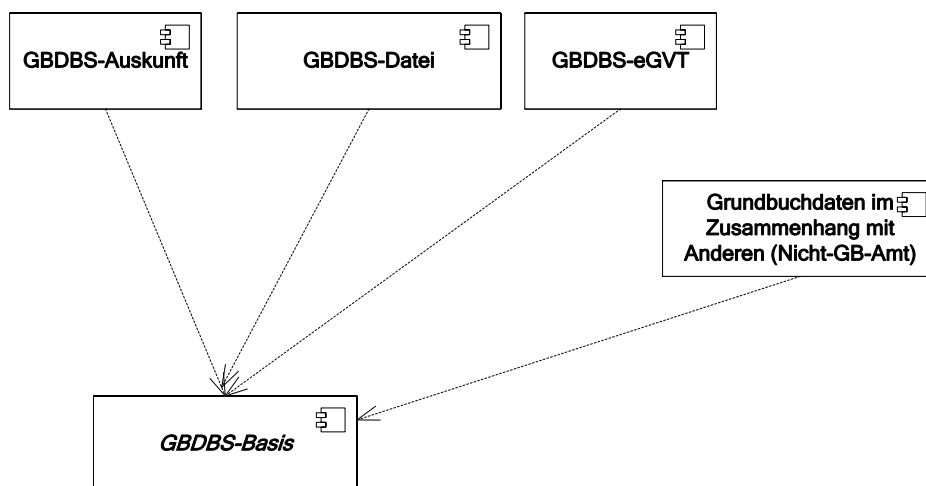 GBDBS-Auskunft
GBDBS-Datei
GBDBS-eGVT
Grundbuchdaten im
Zusammenhang mit
Anderen (Nicht-GB-Amt)
GBDBS-Basis